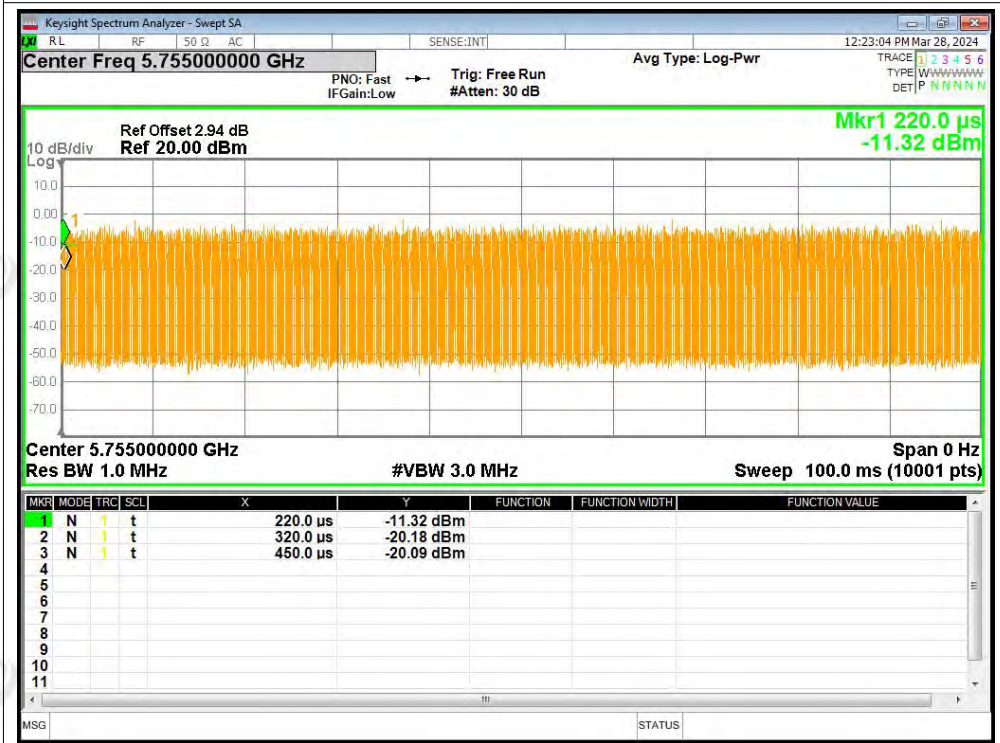 Keysight Spectrum Analyzer - Swept SA
LXI RL RF 50 Ω AC SENSE:INT 12:23:04 PM Mar 28, 2024
Center Freq 5.755000000 GHz Avg Type: Log-Pwr TRACE 1 2 3 4 5 6
PNO: Fast Trig: Free Run TYPE WWWWWW
IFGain:Low #Atten: 30 dB DET P N N N N N
Mkr1 220.0 µs
Ref Offset 2.94 dB
10 dB/div Ref 20.00 dBm -11.32 dBm
Log
10.0
0.00
1
-10.0
-20.0
-30.0
-40.0
-50.0
-60.0
-70.0
Center 5.755000000 GHz Span 0 Hz
Res BW 1.0 MHz #VBW 3.0 MHz Sweep 100.0 ms (10001 pts)
MKR MODE TRC SCL X Y FUNCTION FUNCTION WIDTH FUNCTION VALUE
1 N 1 t 220.0 µs -11.32 dBm
2 N 1 t 320.0 µs -20.18 dBm
3 N 1 t 450.0 µs -20.09 dBm
4
5
6
7
8
9
10
11
MSG STATUS